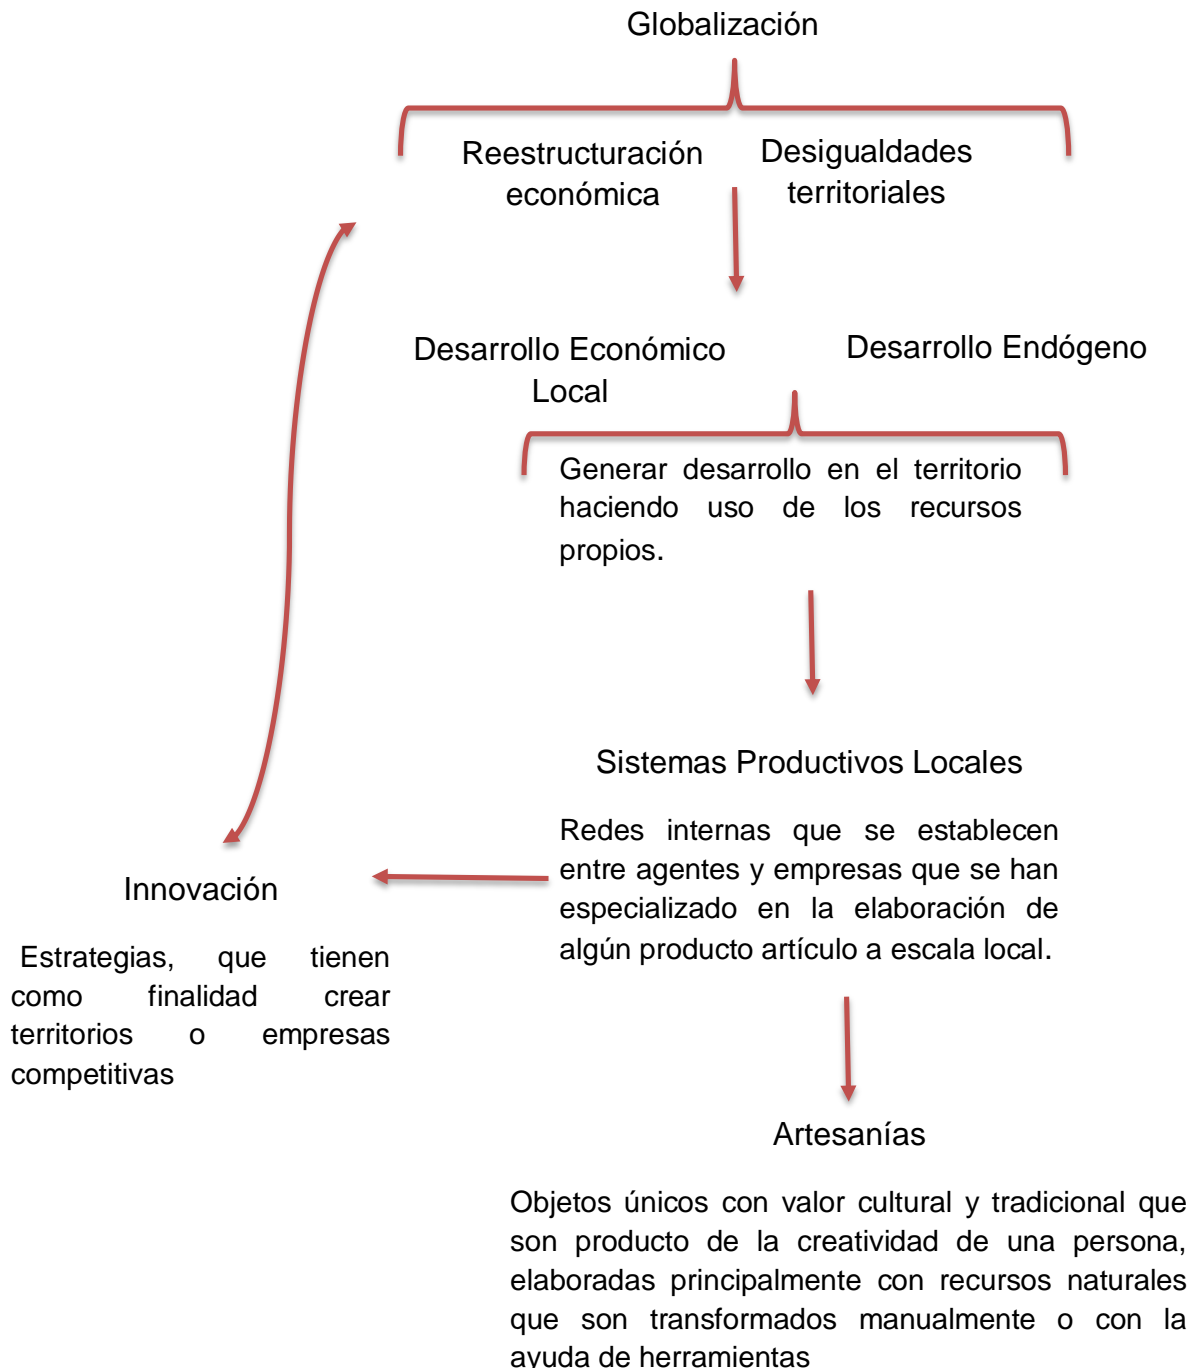 Globalización
Reestructuración
económica
Desigualdades
territoriales
Desarrollo Económico
Local
Desarrollo Endógeno
Generar desarrollo en el territorio
haciendo uso de los recursos
propios.
Sistemas Productivos Locales
Redes internas que se establecen
entre agentes y empresas que se han
especializado en la elaboración de
algún producto artículo a escala local.
Innovación
Estrategias, que tienen
como finalidad crear
territorios o empresas
competitivas
Artesanías
Objetos únicos con valor cultural y tradicional que
son producto de la creatividad de una persona,
elaboradas principalmente con recursos naturales
que son transformados manualmente o con la
ayuda de herramientas